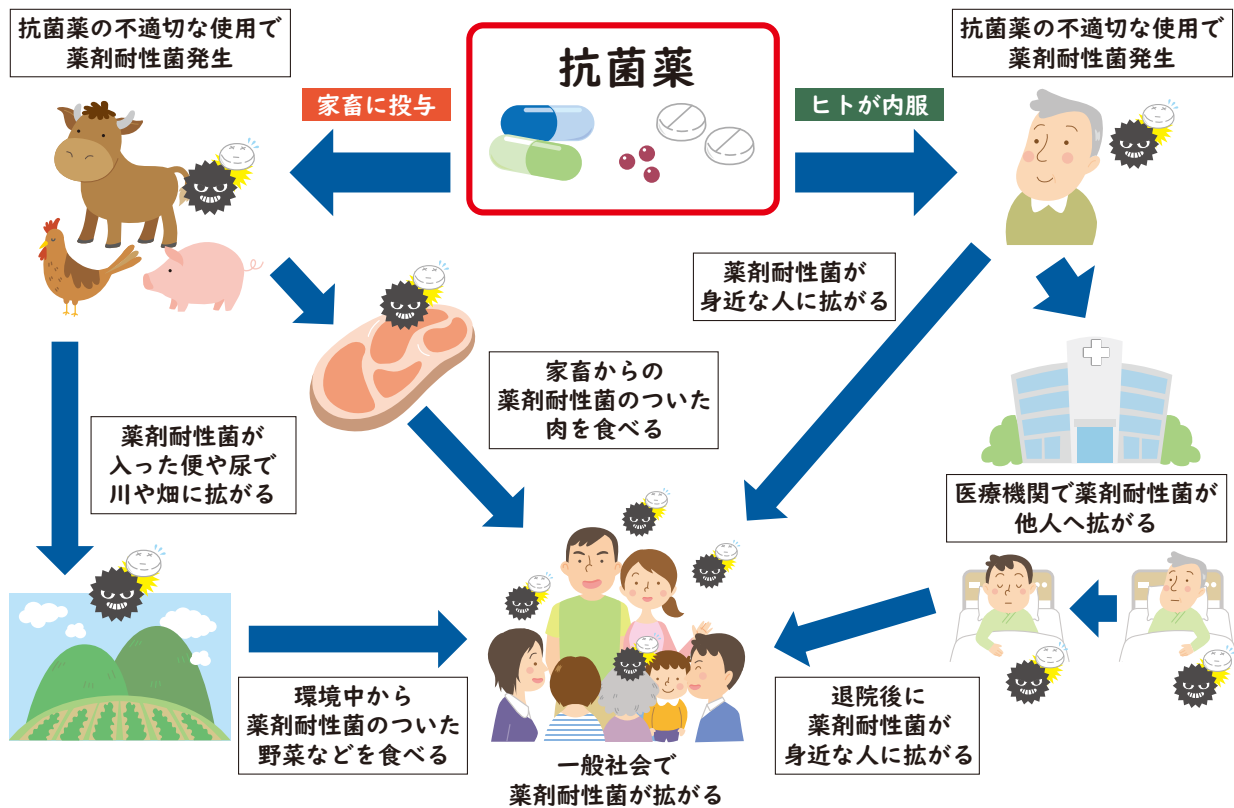 抗菌薬の不適切な使用で
薬剤耐性菌発生
抗菌薬
抗菌薬の不適切な使用で
薬剤耐性菌発生
家畜に投与
ヒトが内服
薬剤耐性菌が
身近な人に拡がる
家畜からの
薬剤耐性菌のついた
肉を食べる
薬剤耐性菌が
入った便や尿で
川や畑に拡がる
医療機関で薬剤耐性菌が
他人へ拡がる
環境中から
薬剤耐性菌のついた
野菜などを食べる
退院後に
薬剤耐性菌が
身近な人に拡がる
一般社会で
薬剤耐性菌が拡がる